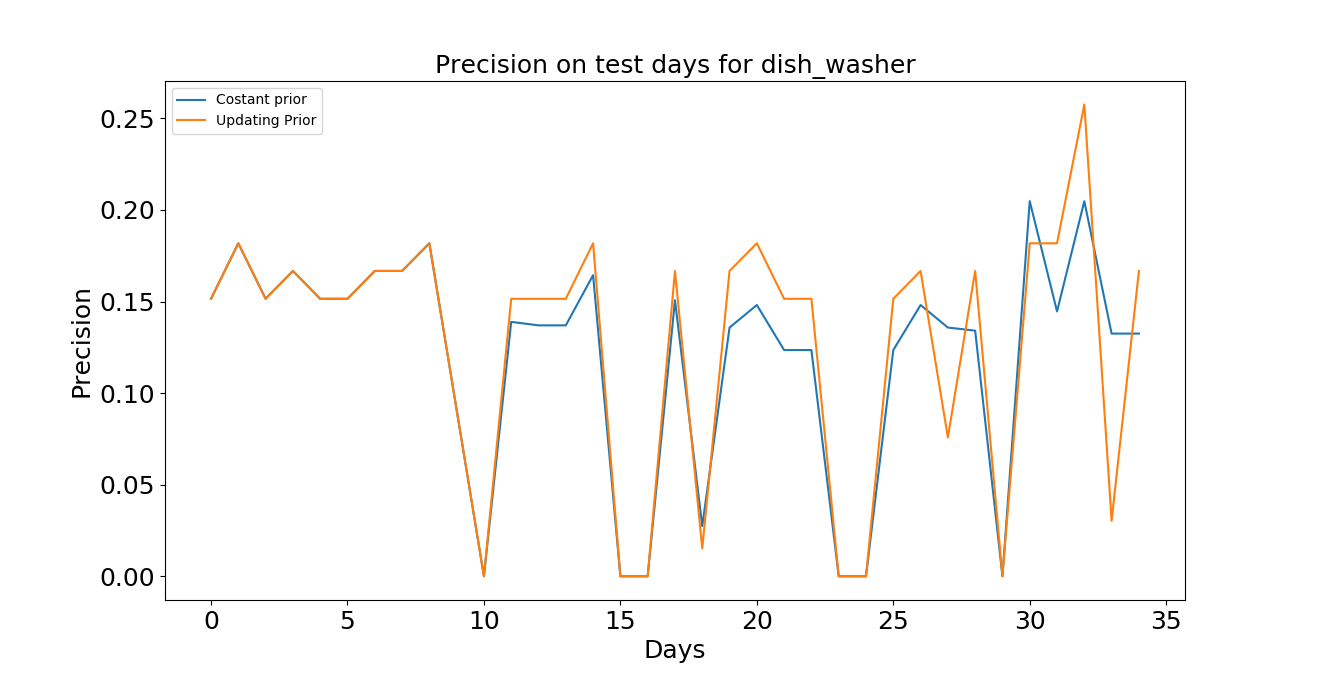 Precision on test days for dish_washer
Costant prior
Updating Prior
0.25
0.20
0.15
0.10
0.05
0.00
Precision
0 5 10 15 20 25 30 35
Days